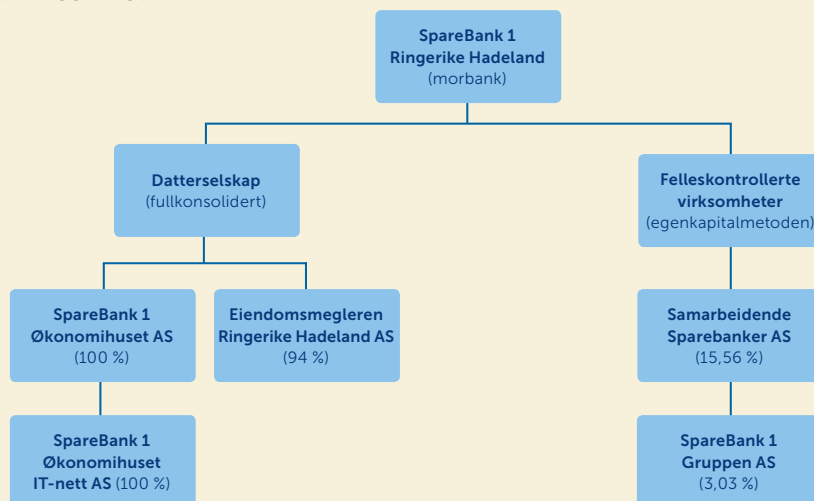 SpareBank 1
Ringerike Hadeland
(morbank)
Datterselskap
(fullkonsolidert)
Felleskontrollerte
virksomheter
(egenkapitalmetoden)
SpareBank 1
Økonomihuset AS
(100 %)
Eiendomsmegleren
Ringerike Hadeland AS
(94 %)
Samarbeidende
Sparebanker AS
(15,56 %)
SpareBank 1
Økonomihuset
IT-nett AS (100 %)
SpareBank 1
Gruppen AS
(3,03 %)